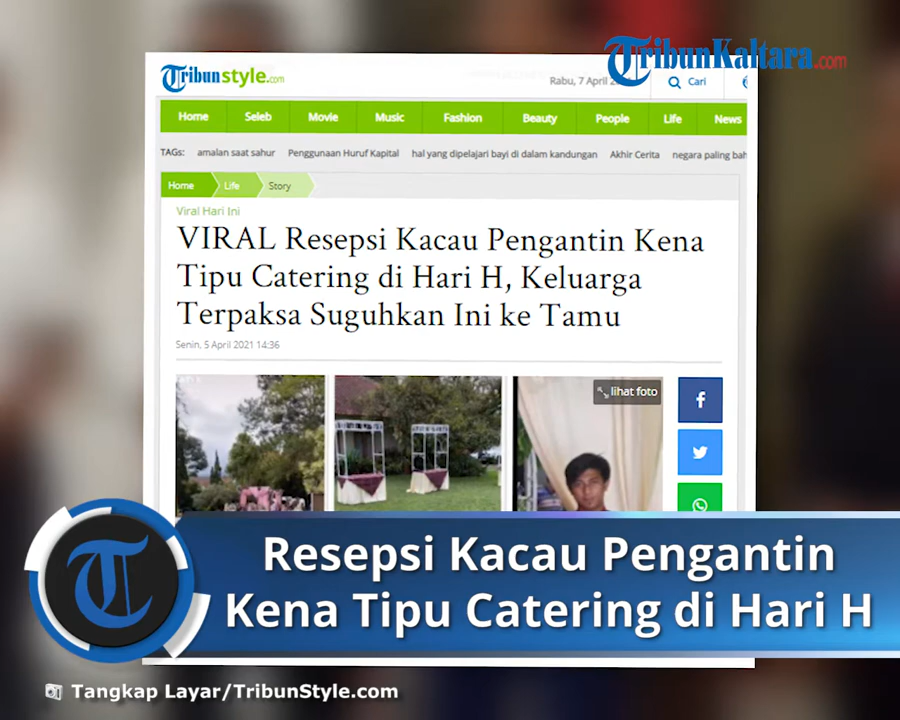 TribunKaltara.com
Tribunstyle.com
Rabu, 7 April
Cari
Home Seleb Movie Music Fashion Beauty People Life News
TAGs: amalan saat sahur Penggunaan Huruf Kapital hal yang dipelajari bayi di dalam kandungan Akhir Cerita negara paling bah
Home Life Story
Viral Hari Ini
VIRAL Resepsi Kacau Pengantin Kena
Tipu Catering di Hari H, Keluarga
Terpaksa Suguhkan Ini ke Tamu
Senin, 5 April 2021 14:36
lihat foto
f
T
Resepsi Kacau Pengantin
Kena Tipu Catering di Hari H
Tangkap Layar/TribunStyle.com